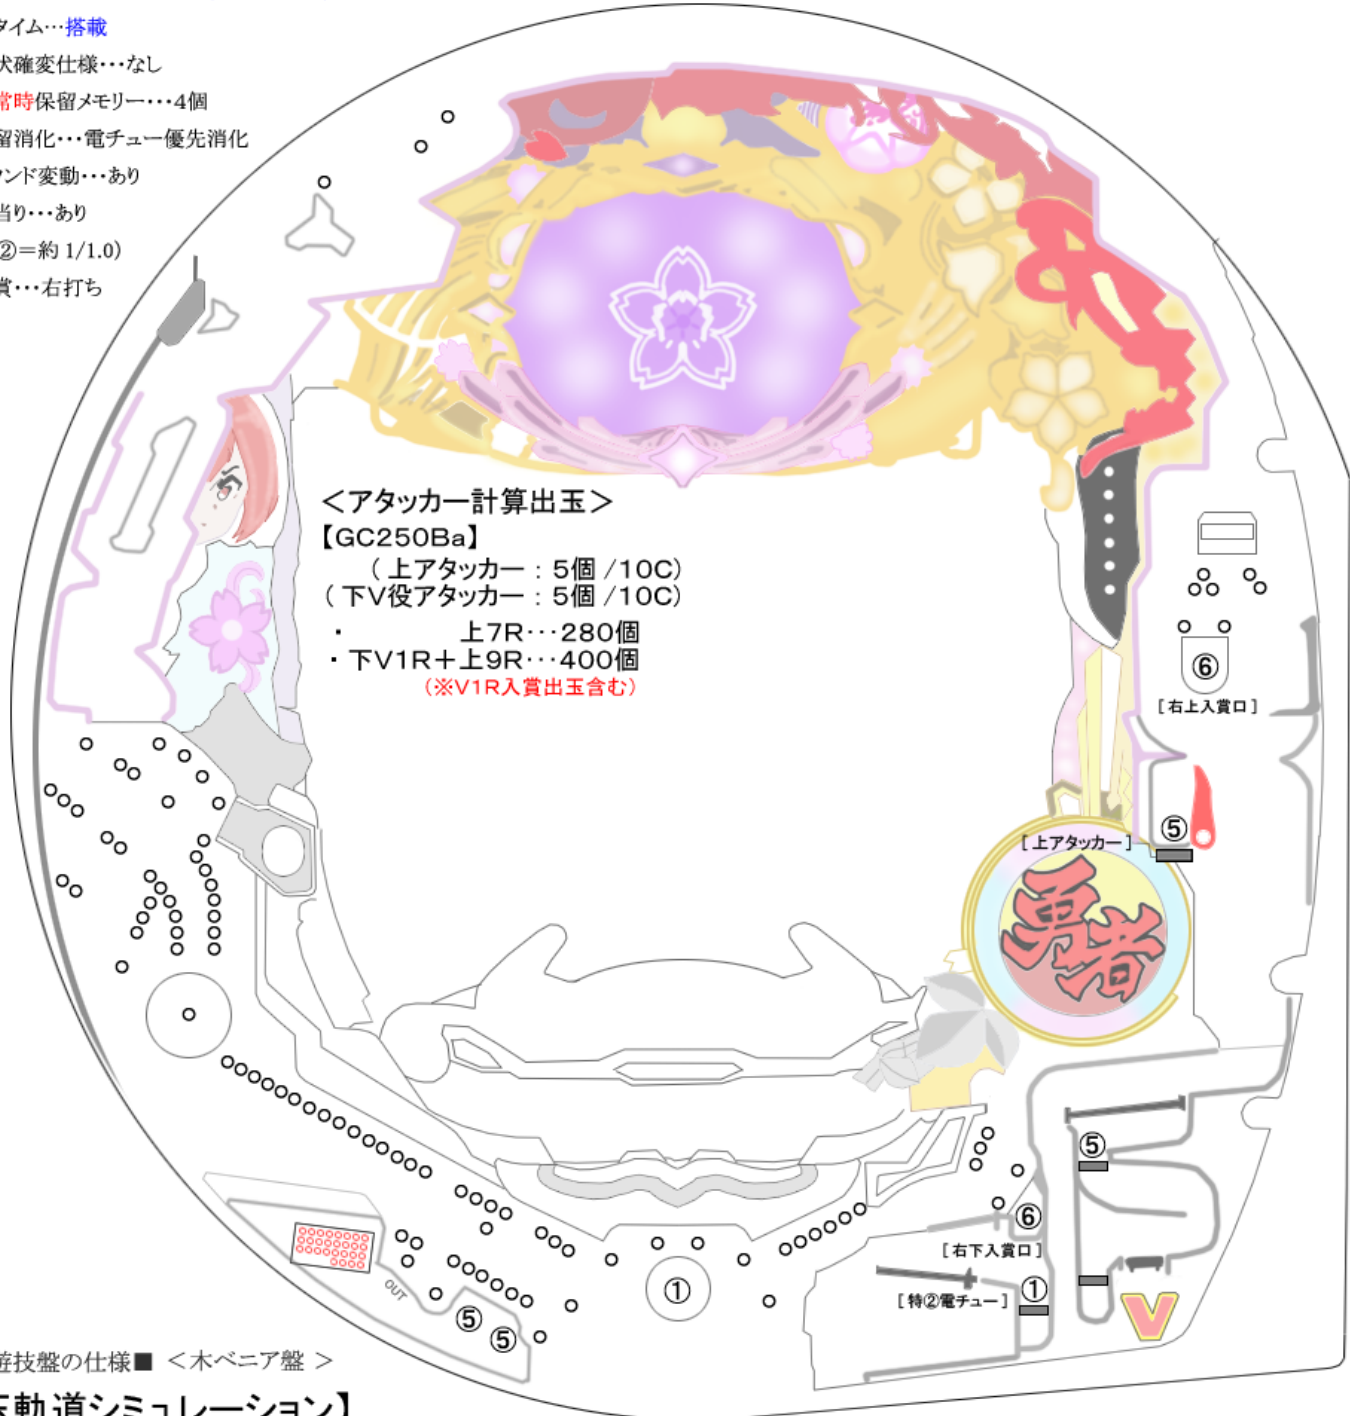 タイム…搭載
状確変仕様･･･なし
常時保留メモリー･･･4個
留消化･･･電チュー優先消化
ンド変動･･･あり
当り･･･あり
②＝約 1/1.0)
賞･･･右打ち
＜アタッカー計算出玉＞
【GC250Ba】
（ 上アタッカー ： 5個 /10C）
（ 下V役アタッカー ： 5個 /10C）
・ 上7R･･･280個
・下V1R＋上9R･･･400個
（※V1R入賞出玉含む）
⑥
［ 右上入賞口 ］
⑤
［ 上アタッカー ］
勇者
⑤
⑥
［ 右下入賞口 ］
［ 特②電チュー ］
①
①
V
OUT
⑤
⑤
遊技盤の仕様■ ＜木ベニア盤 ＞
玉軌道シミュレーション】